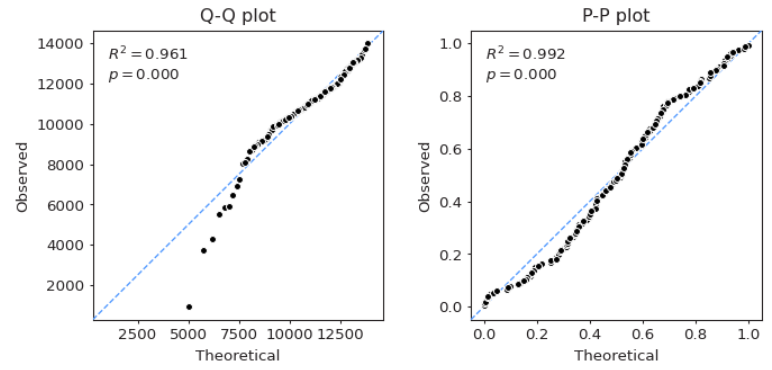 Q-Q plot
R² = 0.961
p = 0.000
14000
12000
10000
8000
6000
4000
2000
Observed
2500 5000 7500 10000 12500
Theoretical
P-P plot
R² = 0.992
p = 0.000
1.0
0.8
0.6
0.4
0.2
0.0
Observed
0.0 0.2 0.4 0.6 0.8 1.0
Theoretical